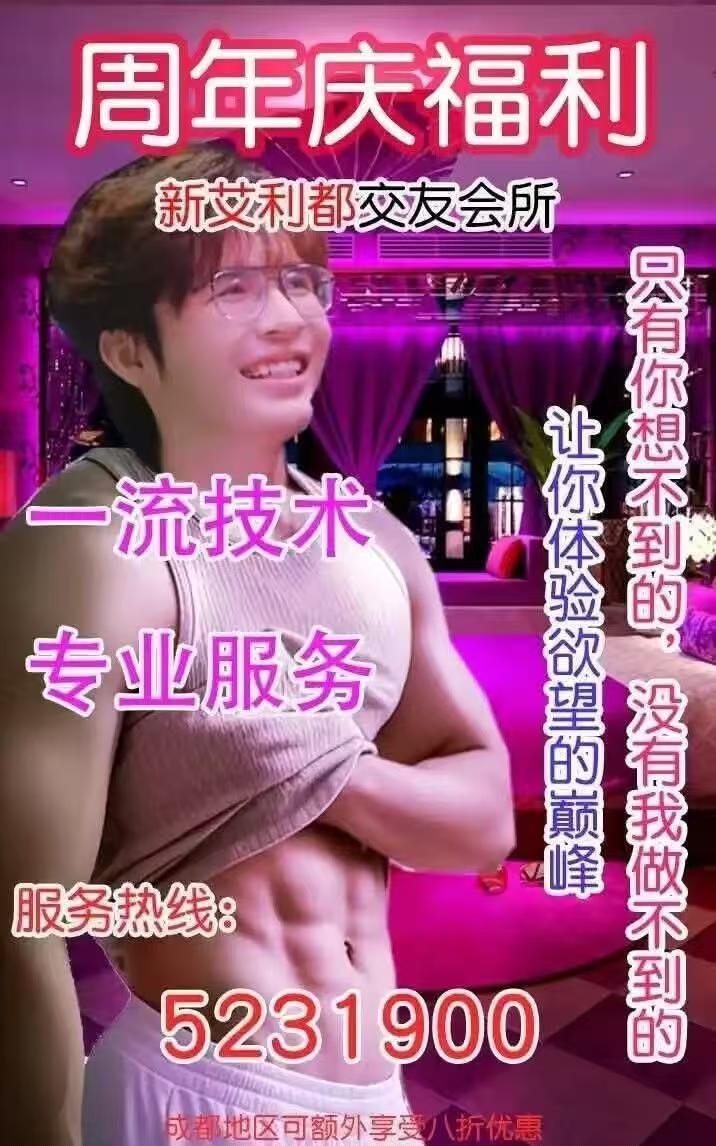 周年庆福利
新艾利都交友会所
只有你想不到的，没有我做不到的
让你体验欲望的巅峰
一流技术
专业服务
服务热线：
5231900
成都地区可额外享受八折优惠